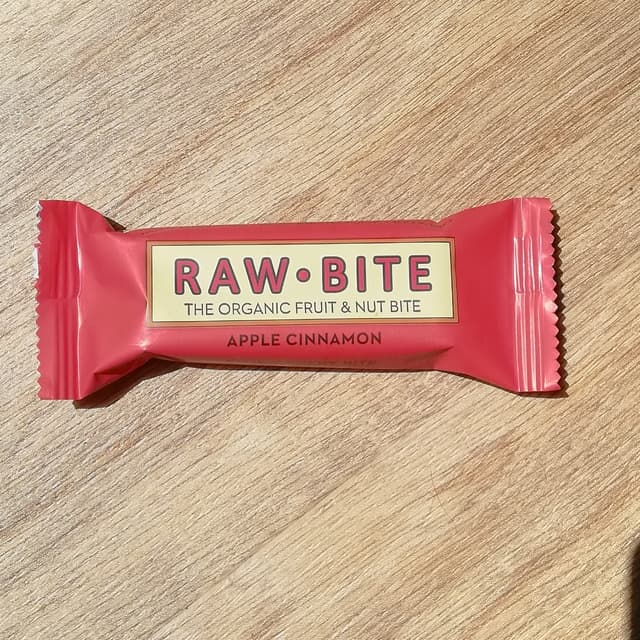 RAW•BITE
THE ORGANIC FRUIT & NUT BITE
APPLE CINNAMON